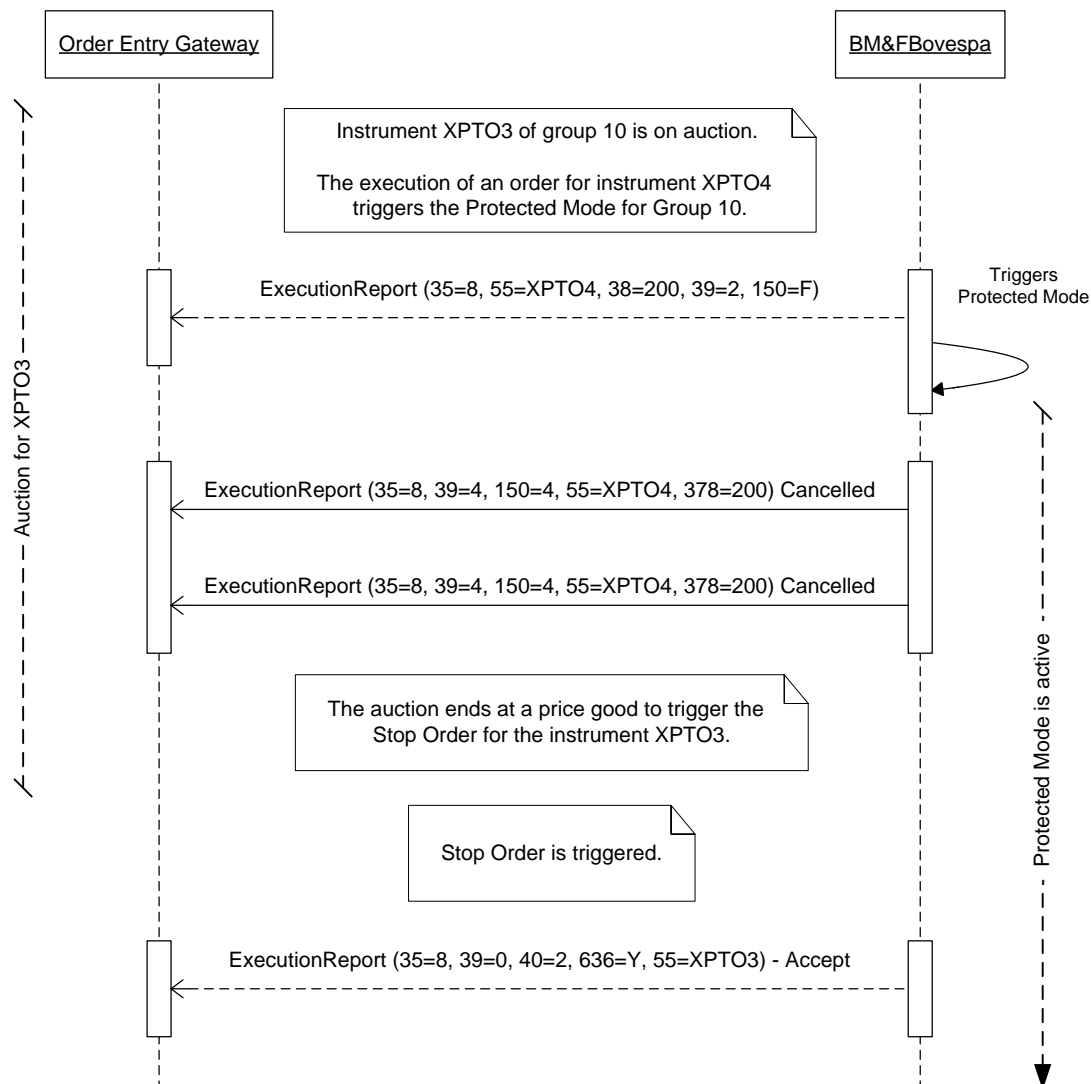 Order Entry Gateway
BM&FBovespa
Instrument XPTO3 of group 10 is on auction.
The execution of an order for instrument XPTO4
triggers the Protected Mode for Group 10.
ExecutionReport (35=8, 55=XPTO4, 38=200, 39=2, 150=F)
Triggers
Protected Mode
Auction for XPTO3
ExecutionReport (35=8, 39=4, 150=4, 55=XPTO4, 378=200) Cancelled
ExecutionReport (35=8, 39=4, 150=4, 55=XPTO4, 378=200) Cancelled
Protected Mode is active
The auction ends at a price good to trigger the
Stop Order for the instrument XPTO3.
Stop Order is triggered.
ExecutionReport (35=8, 39=0, 40=2, 636=Y, 55=XPTO3) - Accept